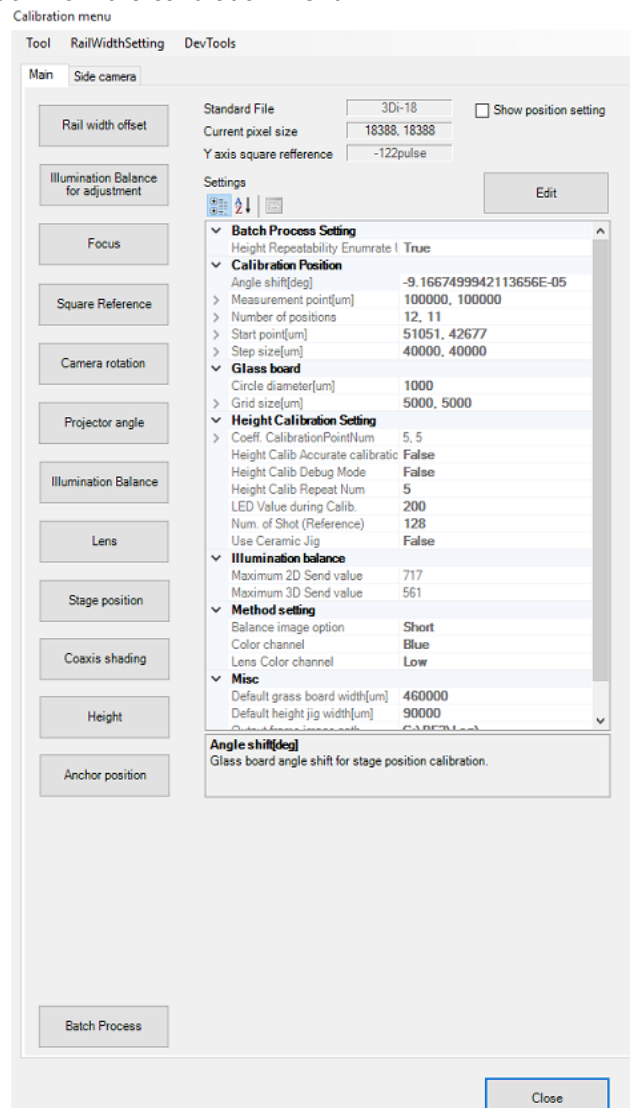 Calibration menu
Tool RailWidthSetting DevTools
Main Side camera
Rail width offset
Illumination Balance
for adjustment
Focus
Square Reference
Camera rotation
Projector angle
Illumination Balance
Lens
Stage position
Coaxis shading
Height
Anchor position
Batch Process
Standard File 3Di-18 Show position setting
Current pixel size 18388, 18388
Y axis square refference -122pulse
Settings
Edit
Batch Process Setting
Height Repeatability Enumrate True
Calibration Position
Angle shift[deg] -9.1667499942113656E-05
Measurement point[um] 100000, 100000
Number of positions 12, 11
Start point[um] 51051, 42677
Step size[um] 40000, 40000
Glass board
Circle diameter[um] 1000
Grid size[um] 5000, 5000
Height Calibration Setting
Coeff. CalibrationPointNum 5, 5
Height Calib Accurate calibratic False
Height Calib Debug Mode False
Height Calib Repeat Num 5
LED Value during Calib. 200
Num. of Shot (Reference) 128
Use Ceramic Jig False
Illumination balance
Maximum 2D Send value 717
Maximum 3D Send value 561
Method setting
Balance image option Short
Color channel Blue
Lens Color channel Low
Misc
Default grass board width[um] 460000
Default height jig width[um] 90000
Angle shift[deg]
Glass board angle shift for stage position calibration.
Close